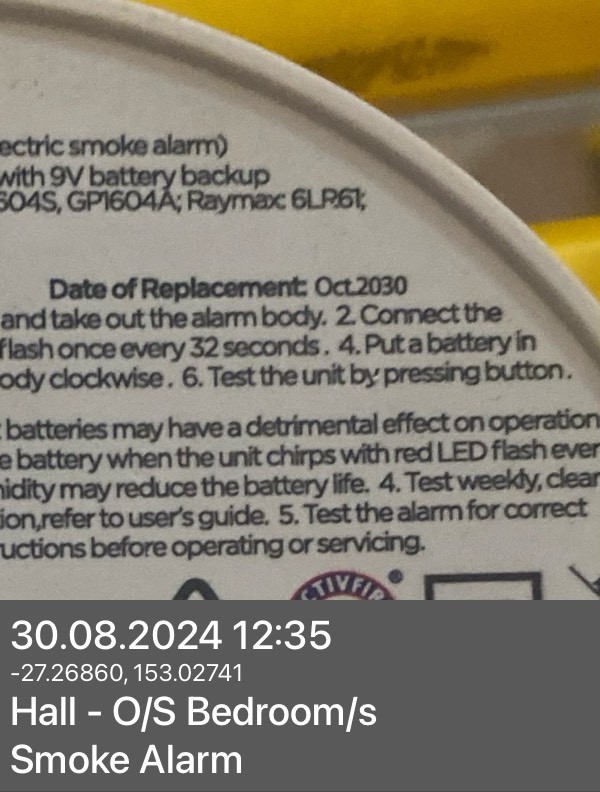 ectric smoke alarm)
with 9V battery backup
604S, GP1604A; Raymax: 6LR61;
Date of Replacement: Oct.2030
and take out the alarm body. 2. Connect the
flash once every 32 seconds. 4. Put a battery in
ody clockwise. 6. Test the unit by pressing button.
batteries may have a detrimental effect on operation
e battery when the unit chirps with red LED flash ever
nidity may reduce the battery life. 4. Test weekly, clear
ion,refer to user's guide. 5. Test the alarm for correct
uctions before operating or servicing.
CTIVFIR
30.08.2024 12:35
-27.26860, 153.02741
Hall - O/S Bedroom/s
Smoke Alarm